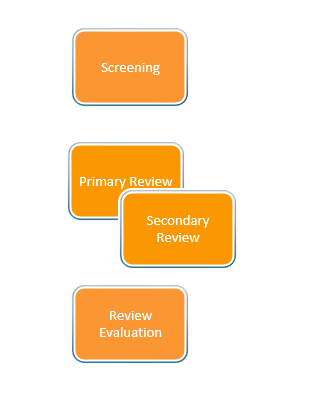 Screening
Primary Review
Secondary
Review
Review
Evaluation